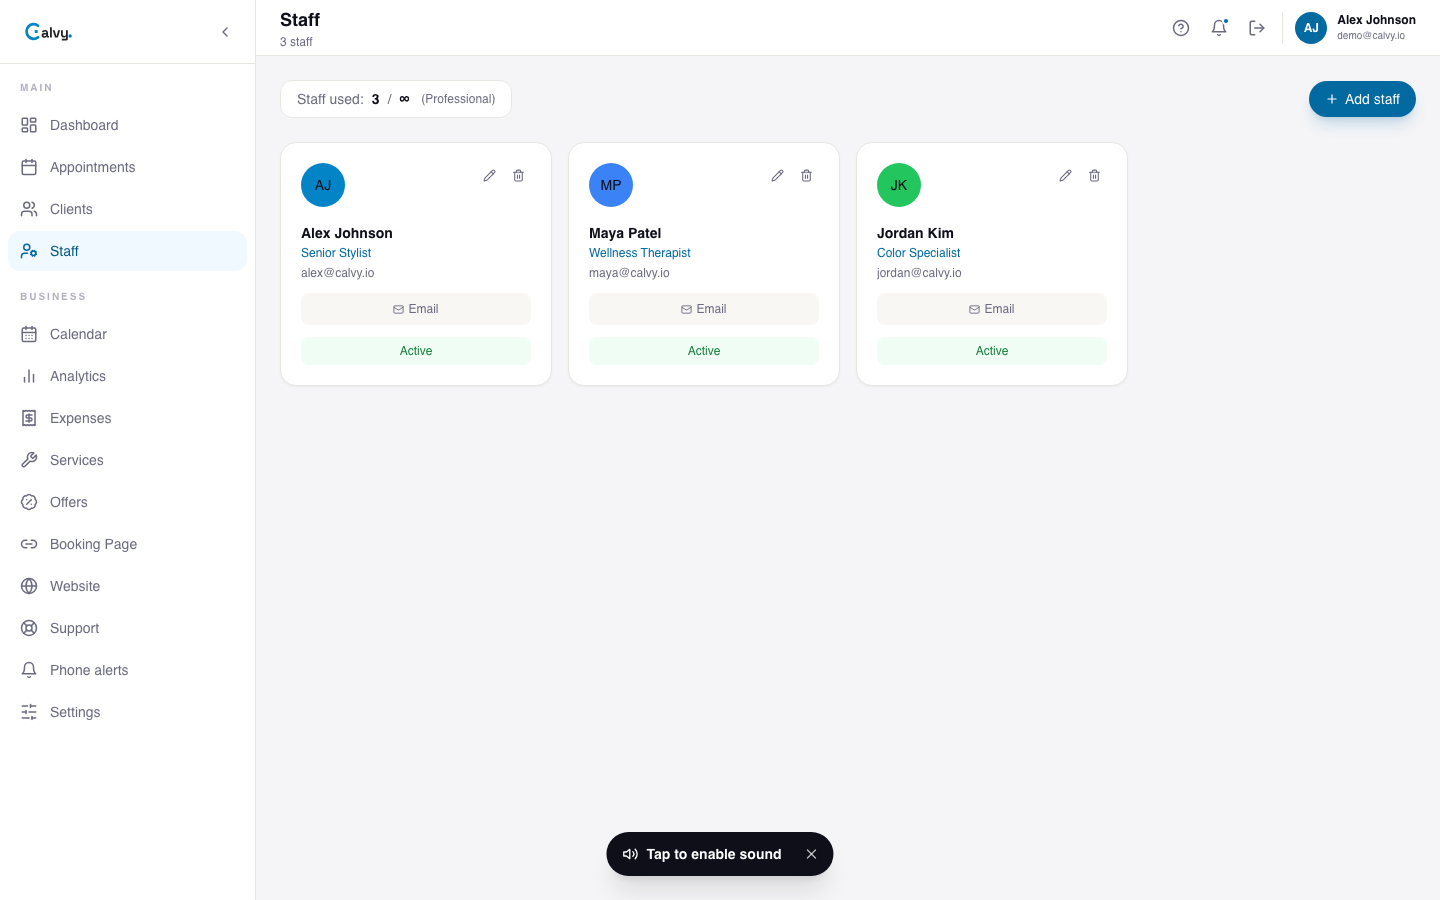 Calvy.
MAIN
Dashboard
Appointments
Clients
Staff
BUSINESS
Calendar
Analytics
Expenses
Services
Offers
Booking Page
Website
Support
Phone alerts
Settings
Staff
3 staff
AJ
Alex Johnson
demo@calvy.io
Staff used: 3 / ∞ (Professional)
+ Add staff
AJ
Alex Johnson
Senior Stylist
alex@calvy.io
Email
Active
MP
Maya Patel
Wellness Therapist
maya@calvy.io
Email
Active
JK
Jordan Kim
Color Specialist
jordan@calvy.io
Email
Active
Tap to enable sound